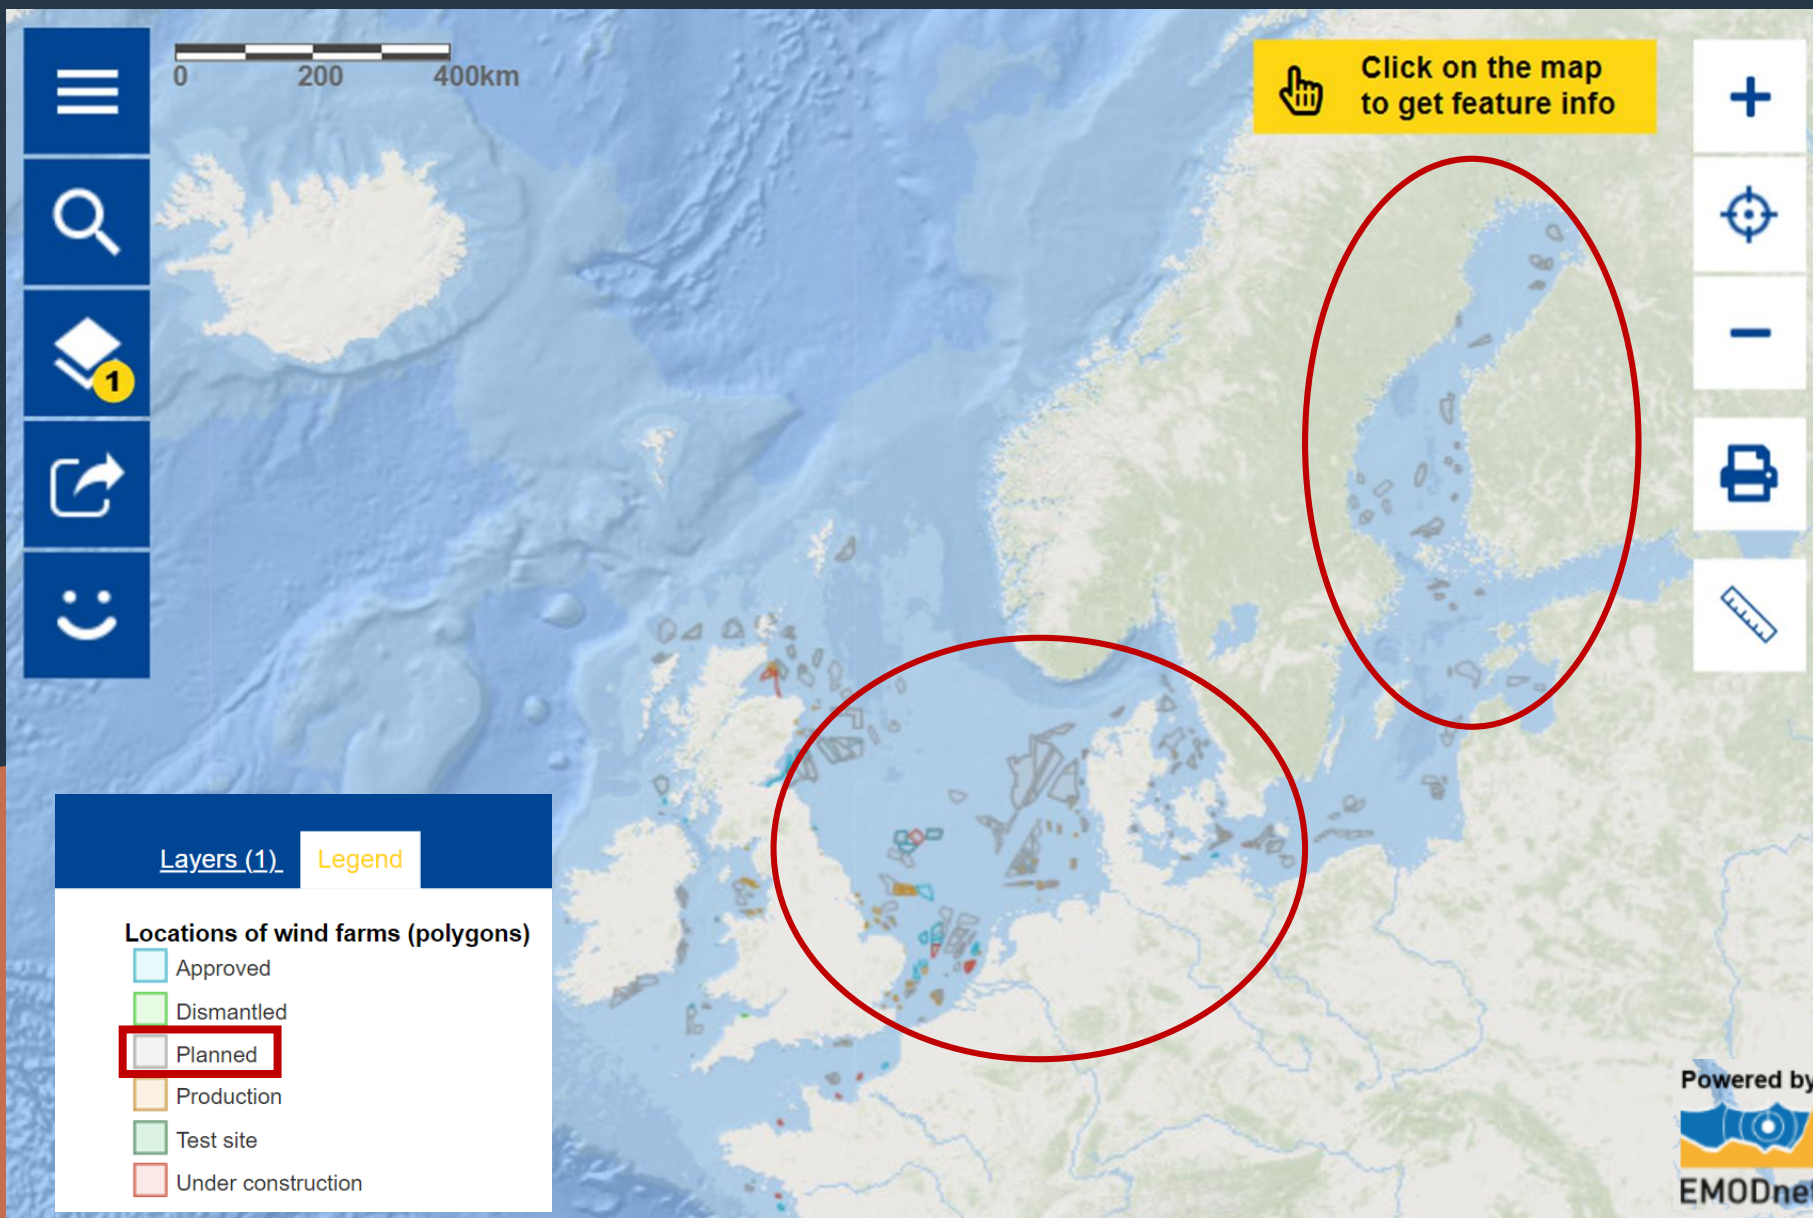 0 200 400km
Click on the map
to get feature info
1
Layers (1) Legend
Locations of wind farms (polygons)
Approved
Dismantled
Planned
Production
Test site
Under construction
Powered by
EMODnet